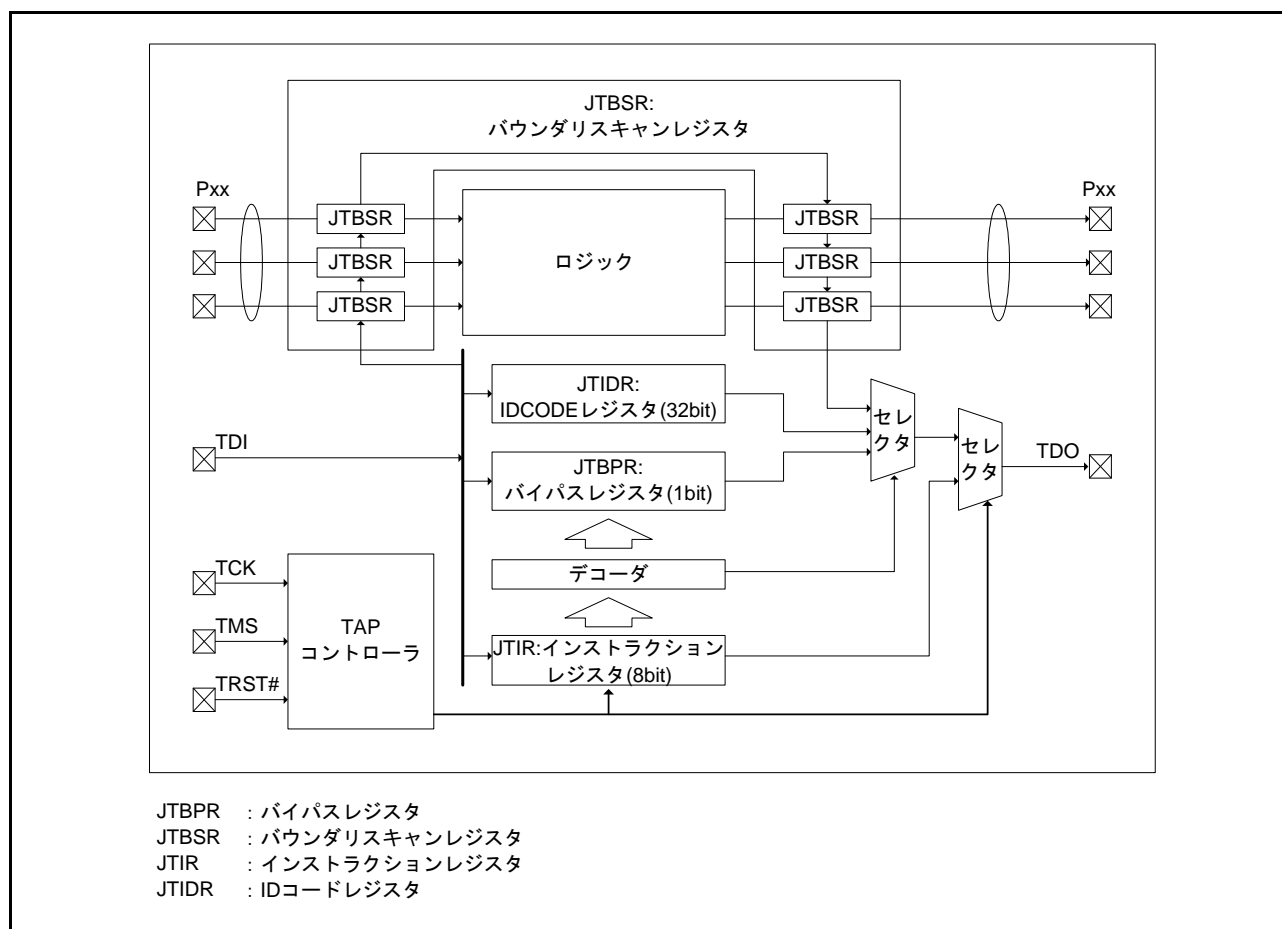 JTBSR:
バウンダリスキャンレジスタ
Pxx
Pxx
JTBSR
JTBSR
JTBSR
ロジック
JTBSR
JTBSR
JTBSR
JTIDR:
IDCODEレジスタ(32bit)
セレ
クタ
セレ
クタ
TDI
TDO
JTBPR:
バイパスレジスタ(1bit)
デコーダ
TCK
TMS
TRST#
TAP
コントローラ
JTIR:インストラクション
レジスタ(8bit)
JTBPR : バイパスレジスタ
JTBSR : バウンダリスキャンレジスタ
JTIR : インストラクションレジスタ
JTIDR : IDコードレジスタ